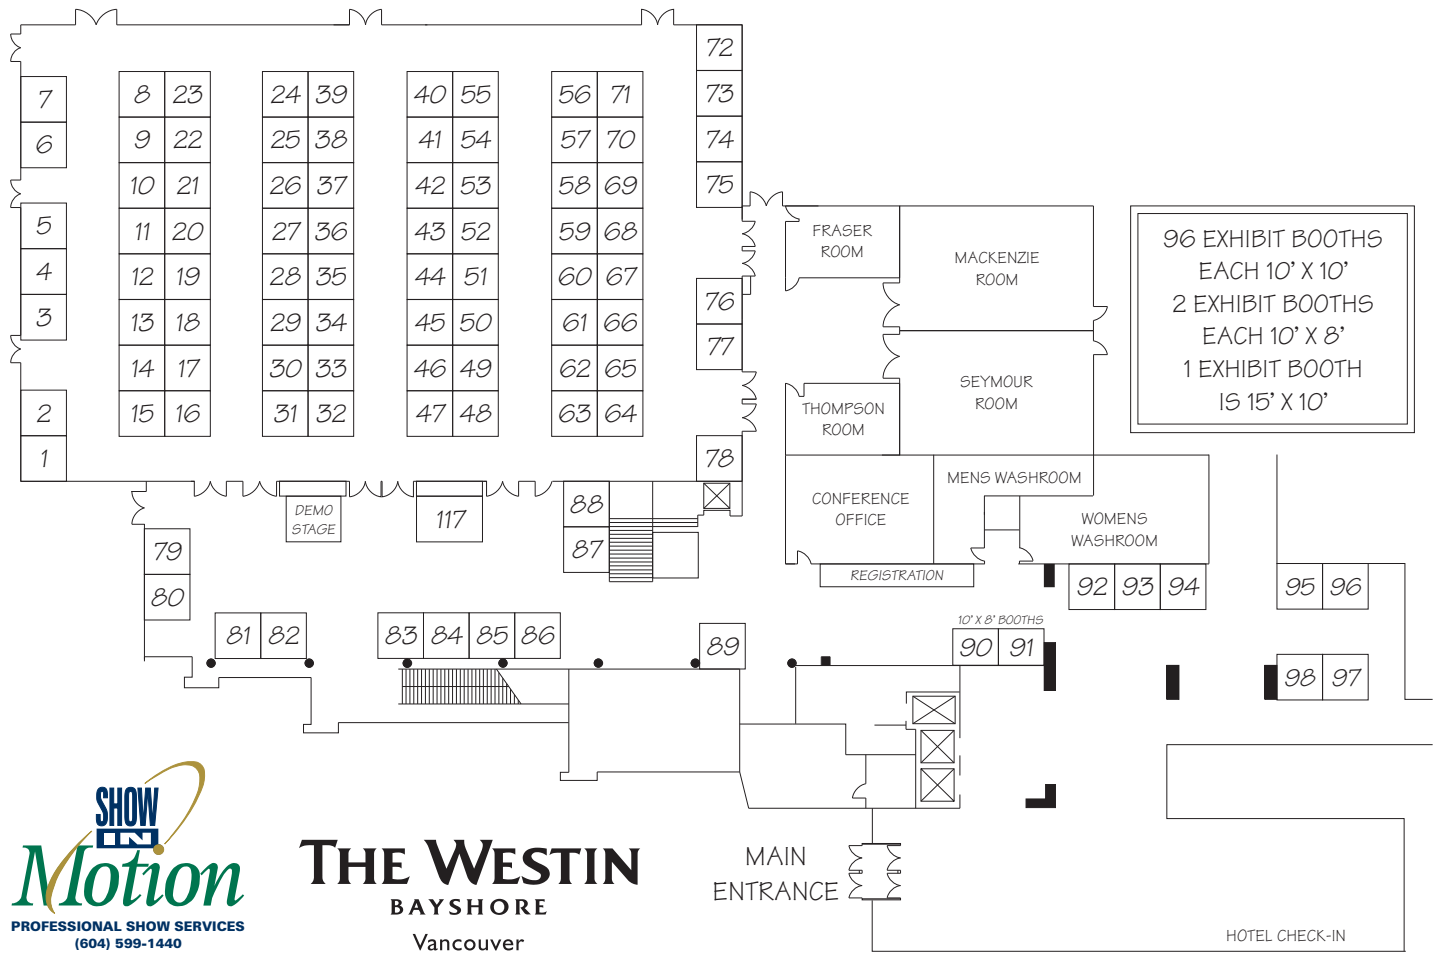 72
7 8 23 24 39 40 55 56 71 73
6 9 22 25 38 41 54 57 70 74
10 21 26 37 42 53 58 69 75
5 11 20 27 36 43 52 59 68
4 12 19 28 35 44 51 60 67
3 13 18 29 34 45 50 61 66 76
14 17 30 33 46 49 62 65 77
2 15 16 31 32 47 48 63 64
1 78
FRASER
ROOM
MACKENZIE
ROOM
SEYMOUR
ROOM
THOMPSON
ROOM
CONFERENCE
OFFICE
MENS WASHROOM
WOMENS
WASHROOM
REGISTRATION
96 EXHIBIT BOOTHS
EACH 10' X 10'
2 EXHIBIT BOOTHS
EACH 10' X 8'
1 EXHIBIT BOOTH
IS 15' X 10'
DEMO
STAGE
117
88
87
79
80
81 82
83 84 85 86
89
10' X 8' BOOTHS
90 91
92 93 94
95 96
98 97
SHOW
IN
Motion
PROFESSIONAL SHOW SERVICES
(604) 599-1440
THE WESTIN
BAYSHORE
Vancouver
MAIN
ENTRANCE
HOTEL CHECK-IN